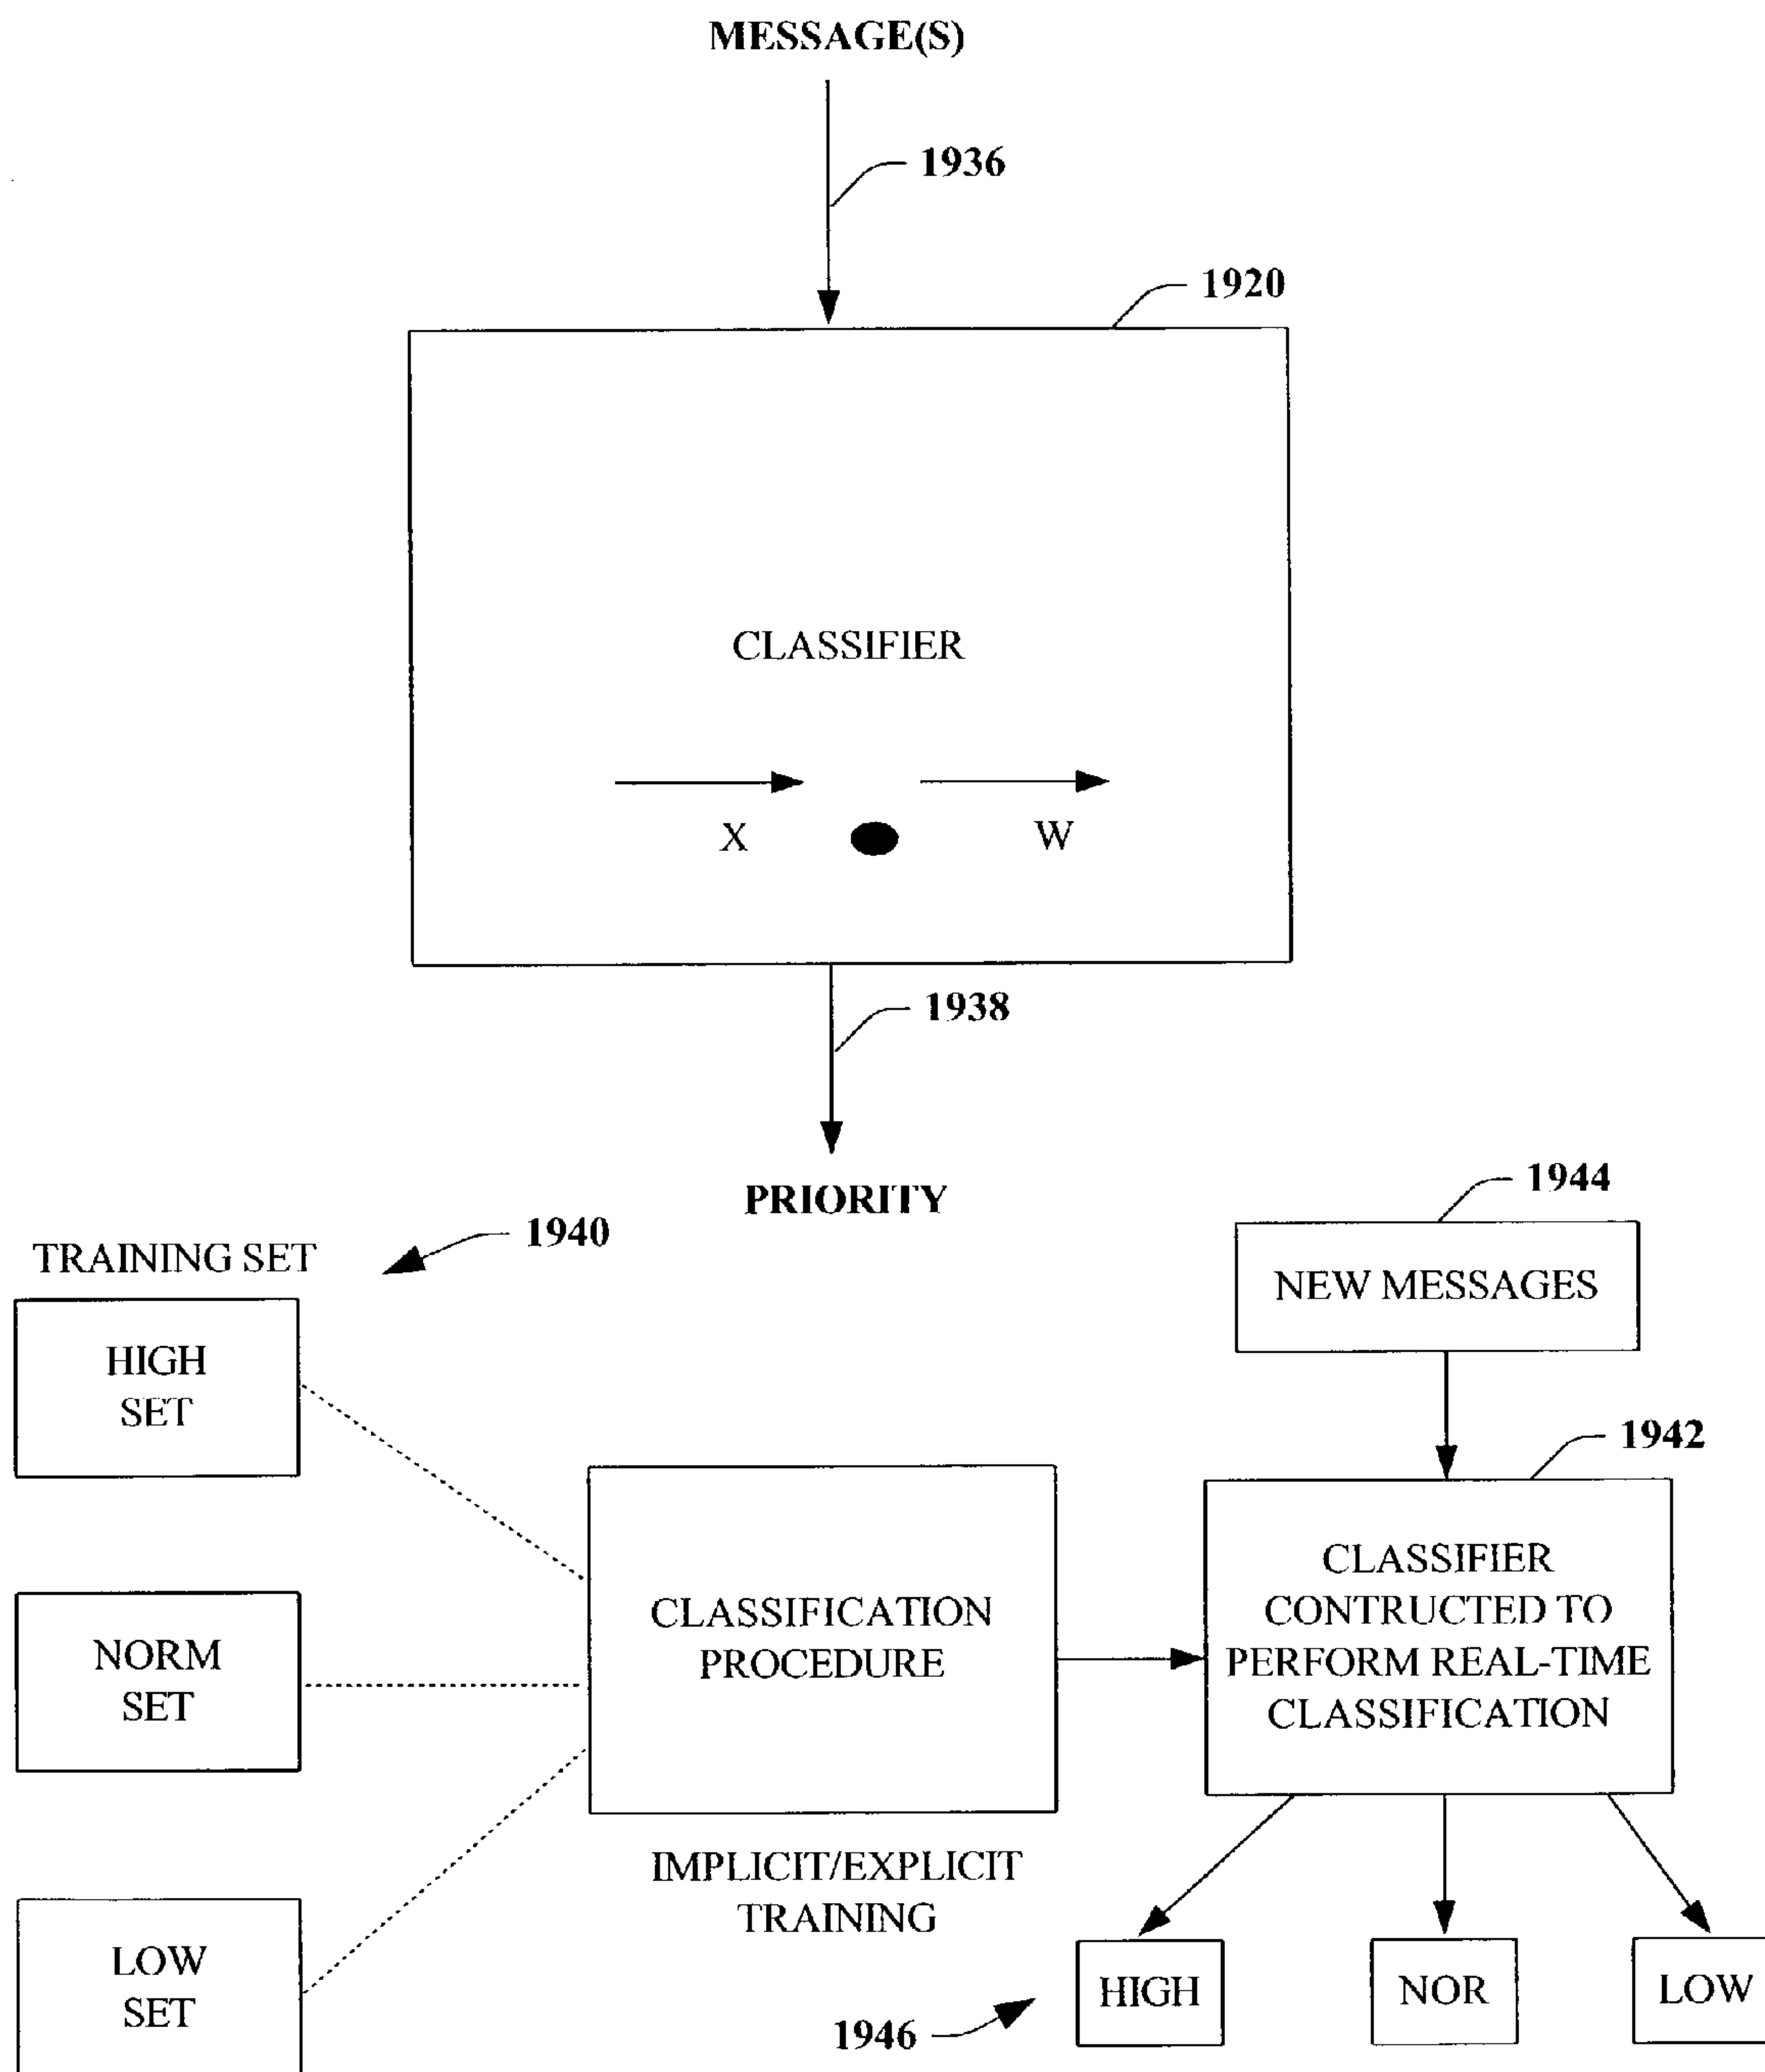 MESSAGE(S)
1936
1920
CLASSIFIER
X
W
1938
PRIORITY
1944
NEW MESSAGES
1940
TRAINING SET
HIGH
SET
NORM
SET
LOW
SET
CLASSIFICATION
PROCEDURE
IMPLICIT/EXPLICIT
TRAINING
1942
CLASSIFIER
CONTRUCTED TO
PERFORM REAL-TIME
CLASSIFICATION
1946
HIGH
NOR
LOW